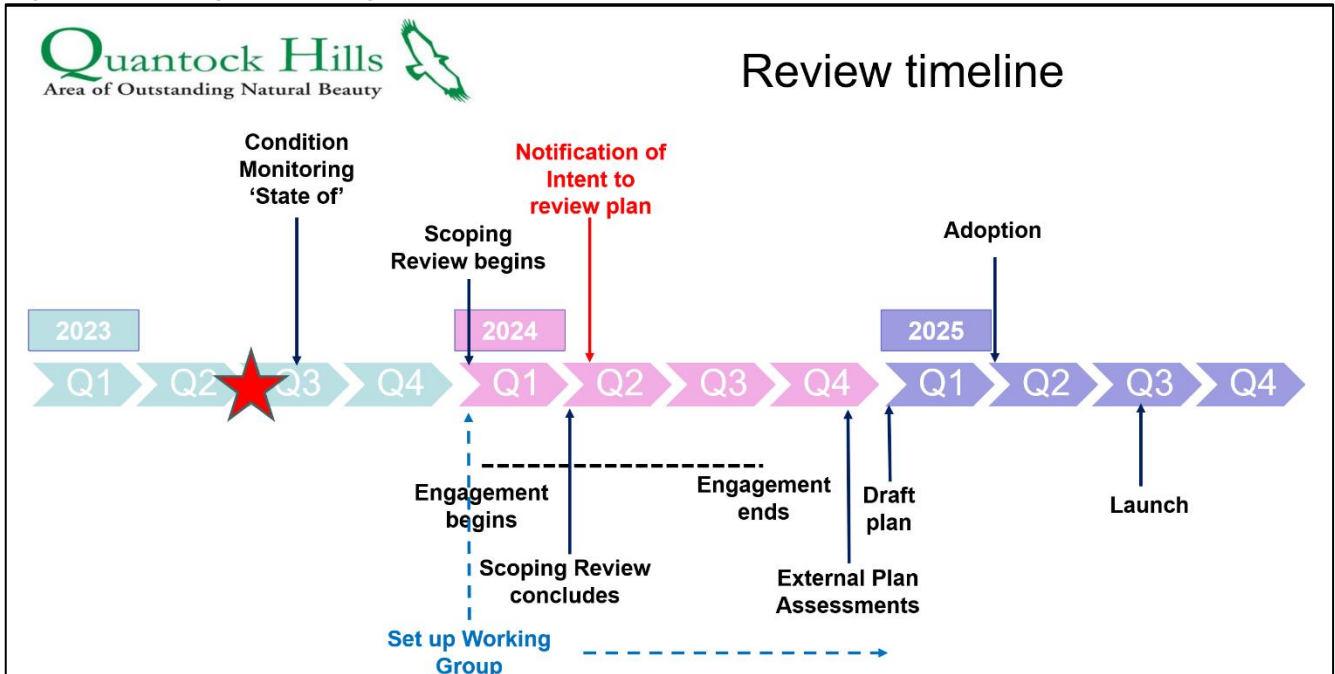 Quantock Hills
Area of Outstanding Natural Beauty
Review timeline
Condition
Monitoring
‘State of’
Notification of
Intent to
review plan
Scoping
Review begins
Adoption
2023
2024
2025
Q1
Q2
Q3
Q4
Q1
Q2
Q3
Q4
Q1
Q2
Q3
Q4
Engagement
begins
Engagement
ends
Draft
plan
Launch
Scoping Review
concludes
External Plan
Assessments
Set up Working
Group